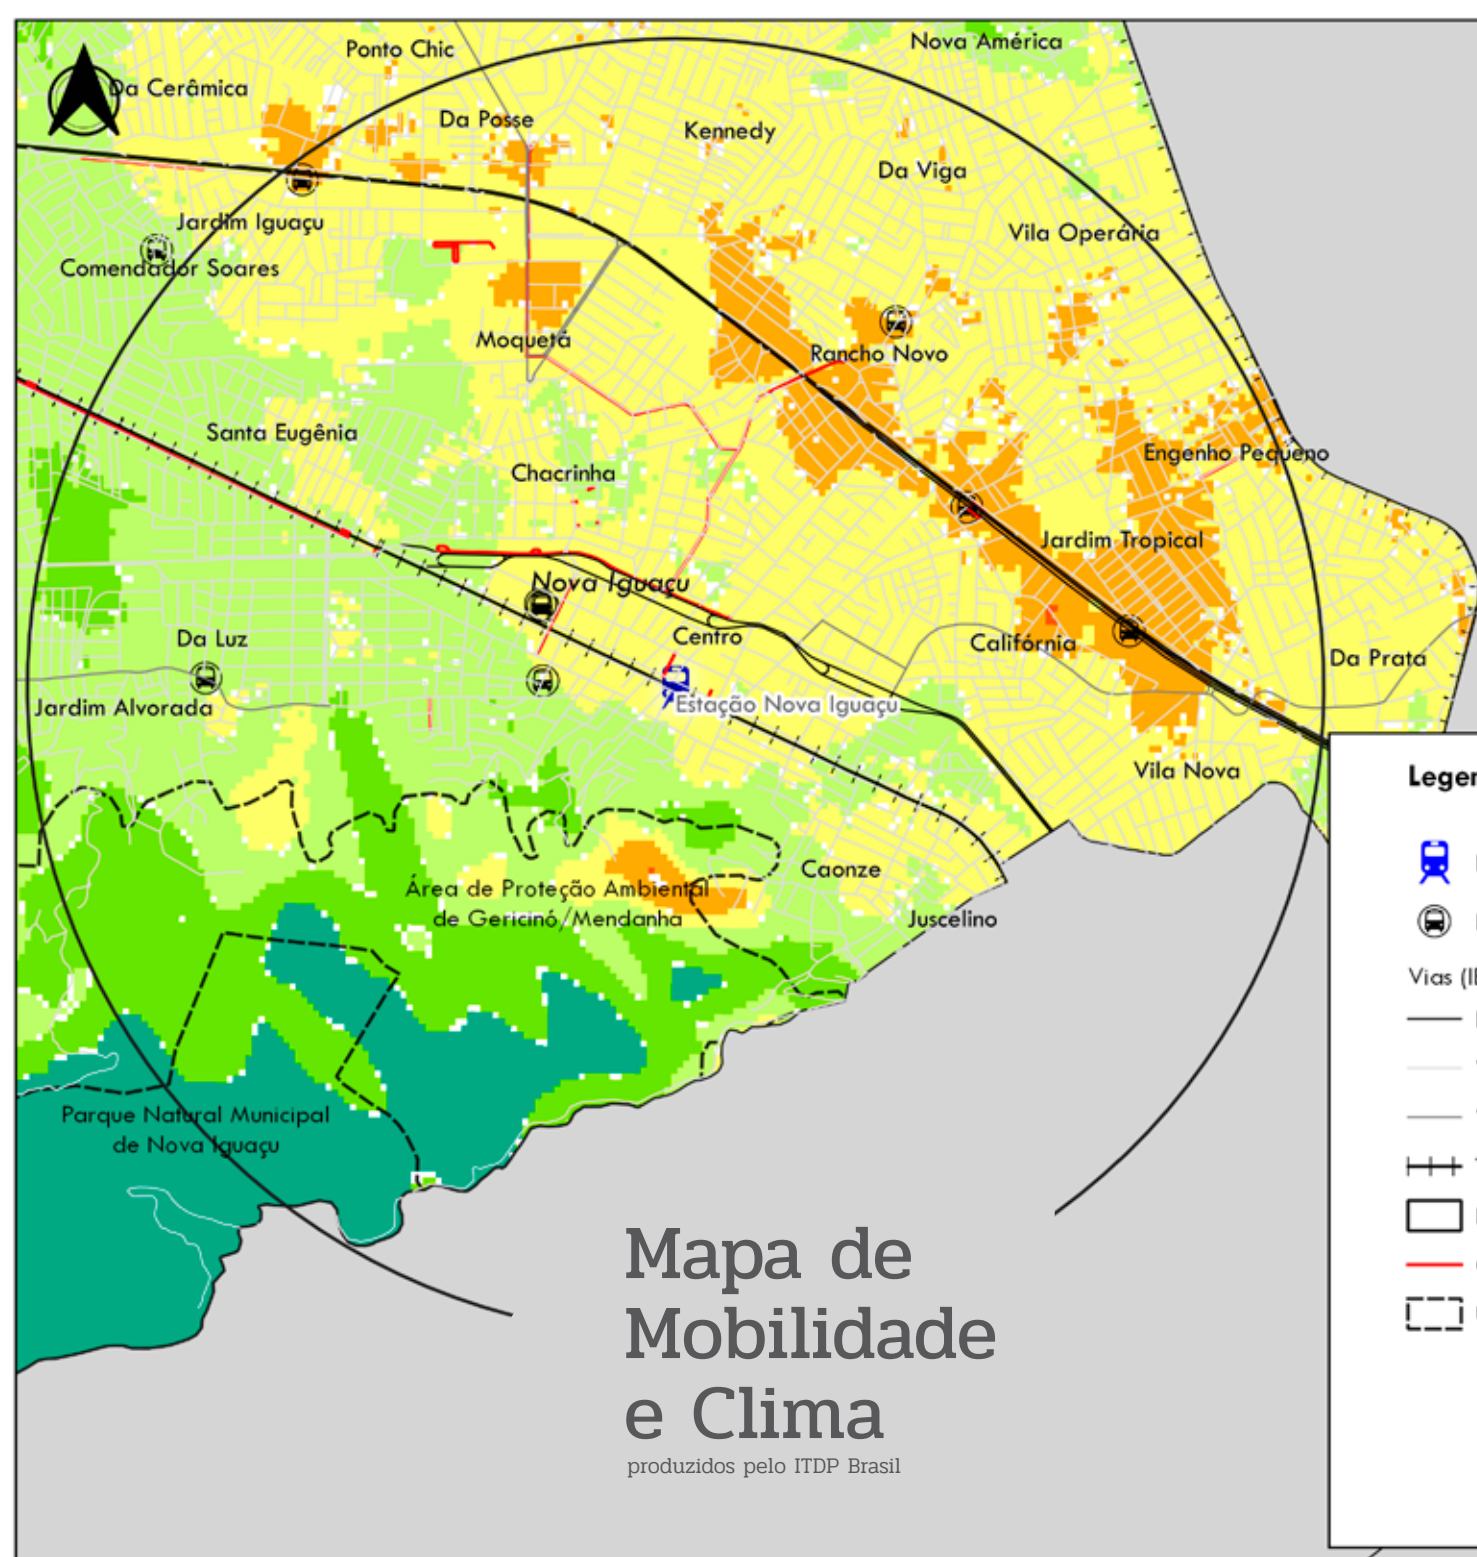 Ponto Chic
Nova América
Da Cerâmica
Da Posse
Kennedy
Da Viga
Jardim Iguaçu
Vila Operária
Comendador Soares
Moquetá
Rancho Novo
Santa Eugênia
Chacrinha
Engenho Pequeno
Jardim Tropical
Nova Iguaçu
Da Luz
Centro
Califórnia
Da Prata
Jardim Alvorada
Estação Nova Iguaçu
Vila Nova
Caonze
Área de Proteção Ambiental
de Gericinó/Mendanha
Juscelino
Parque Natural Municipal
de Nova Iguaçu
Mapa de
Mobilidade
e Clima
produzidos pelo ITDP Brasil
Legen
Vias (I